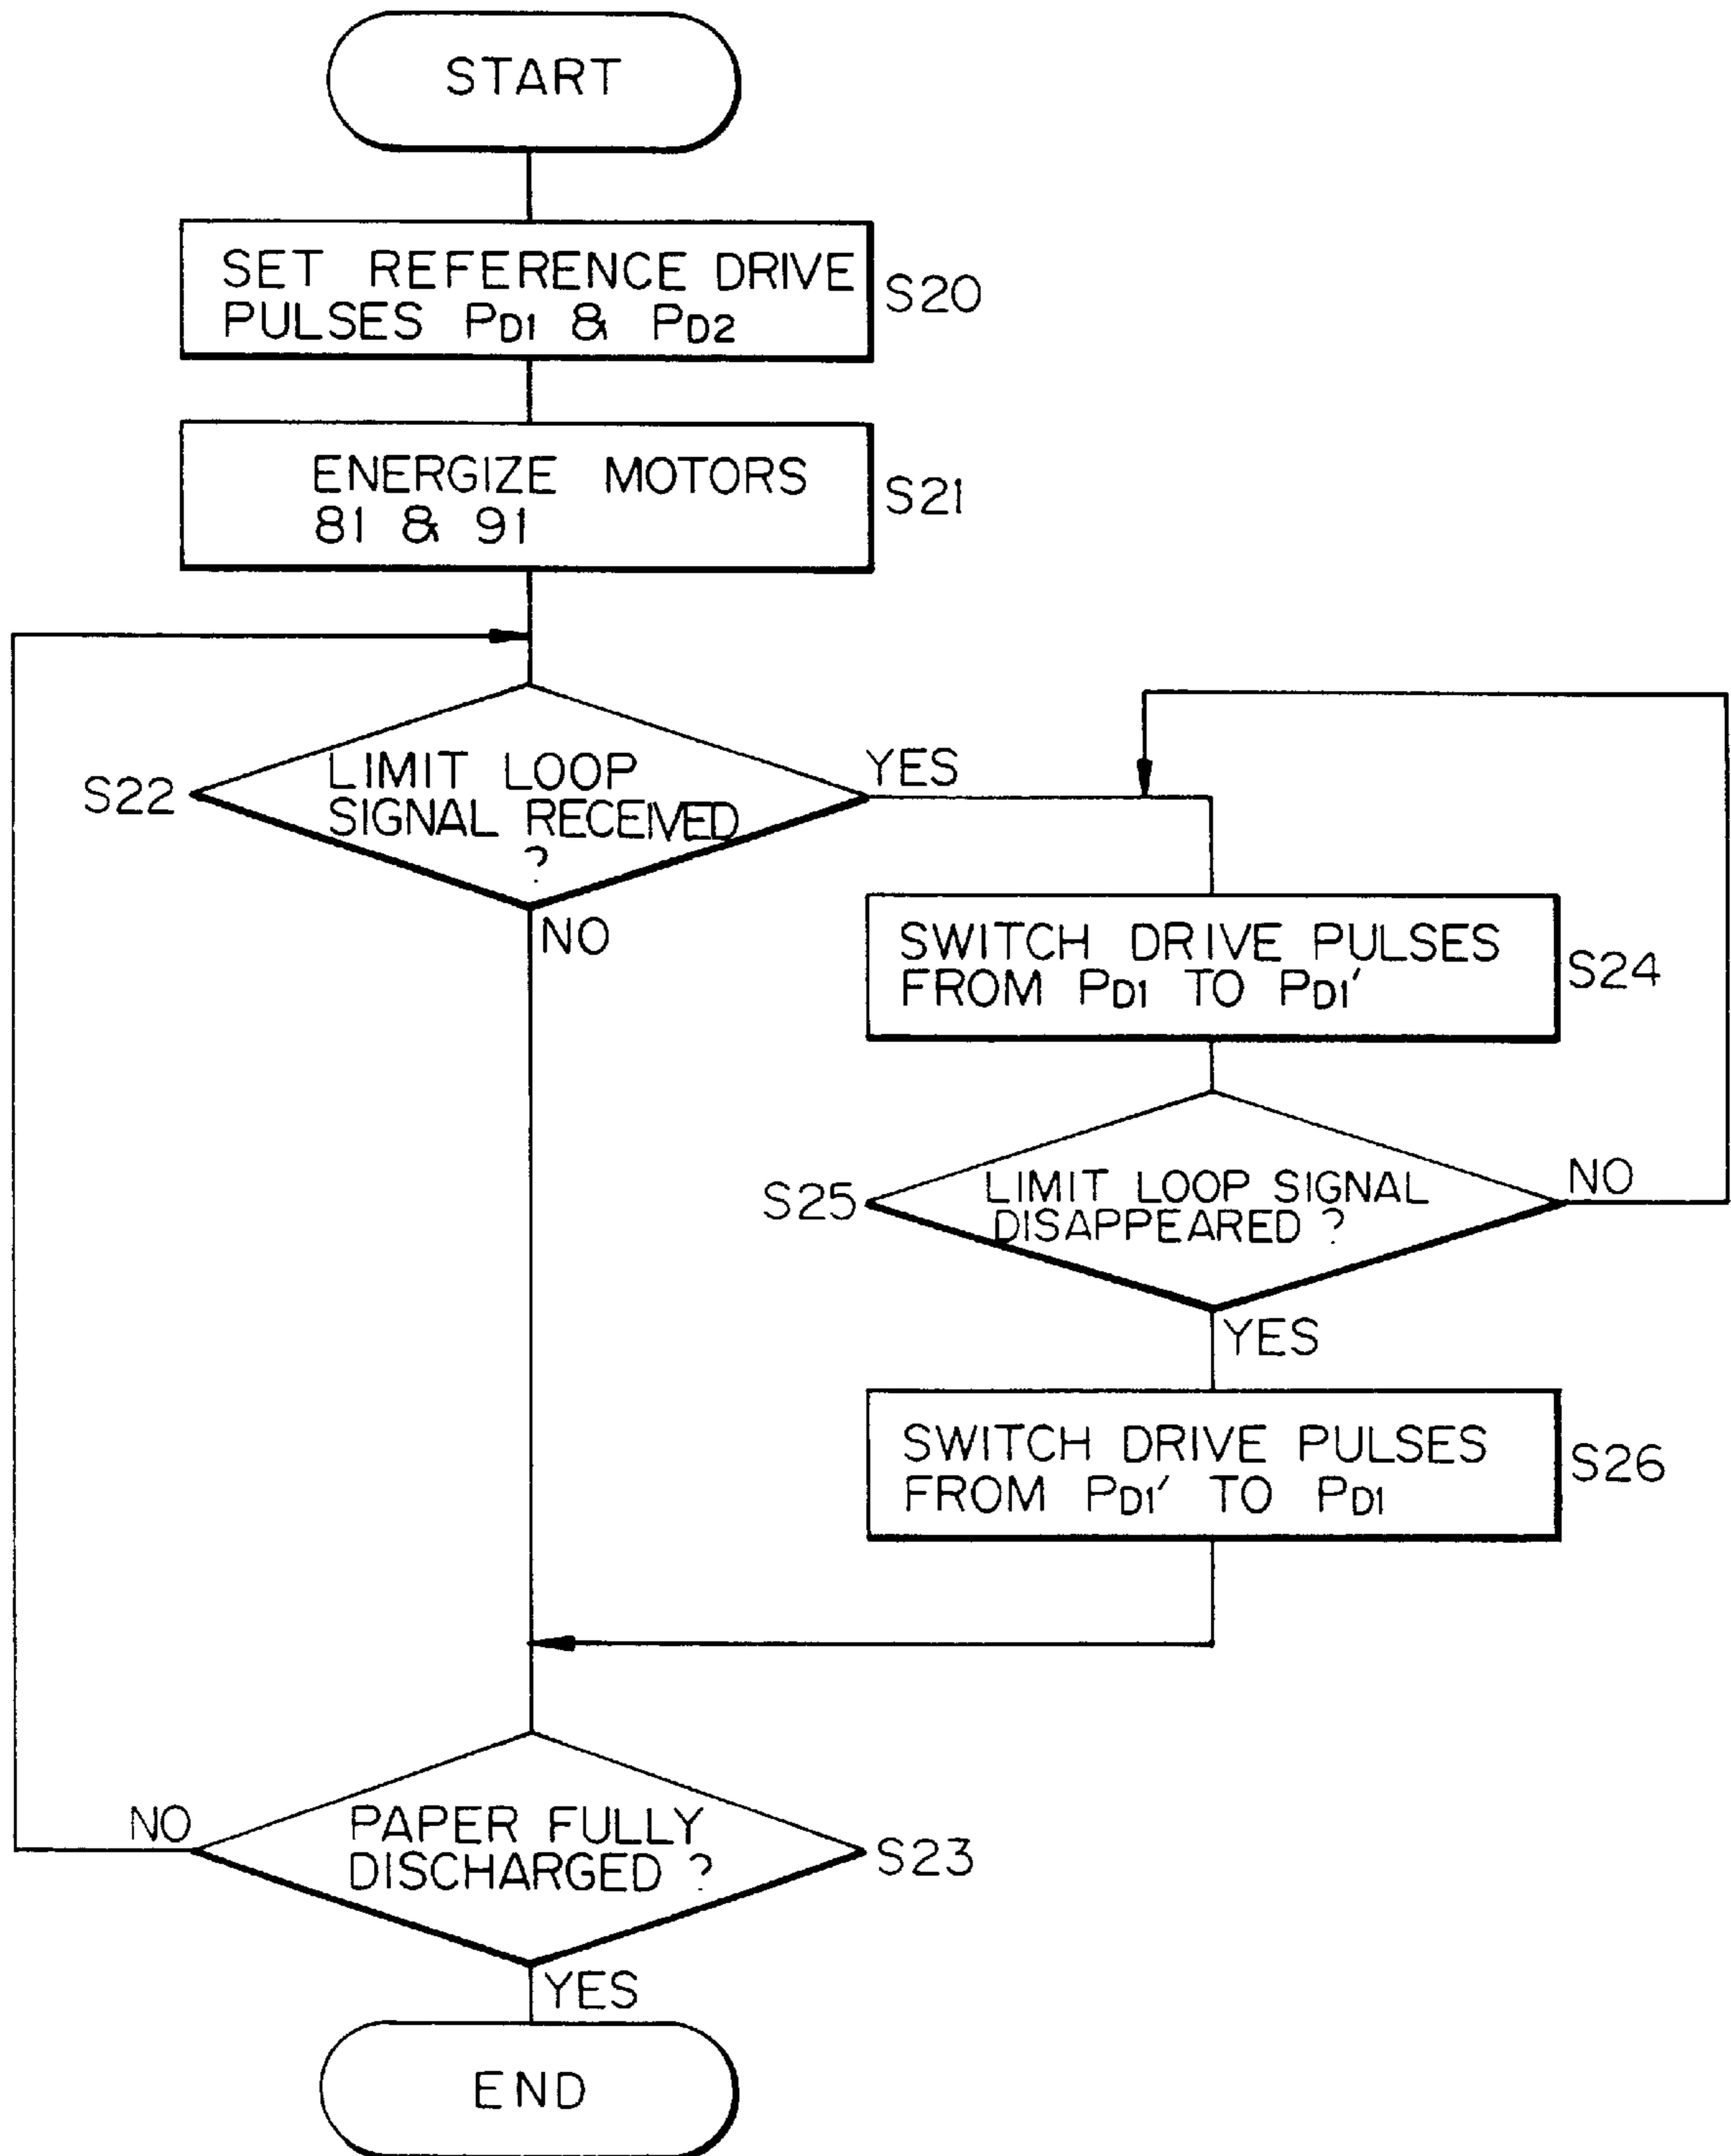 START
SET REFERENCE DRIVE
PULSES PD1 & PD2
S20
ENERGIZE MOTORS
81 & 91
S21
S22
LIMIT LOOP
SIGNAL RECEIVED
?
YES
NO
SWITCH DRIVE PULSES
FROM PD1 TO PD1'
S24
S25
LIMIT LOOP SIGNAL
DISAPPEARED ?
NO
YES
SWITCH DRIVE PULSES
FROM PD1' TO PD1
S26
NO
PAPER FULLY
DISCHARGED ?
S23
YES
END